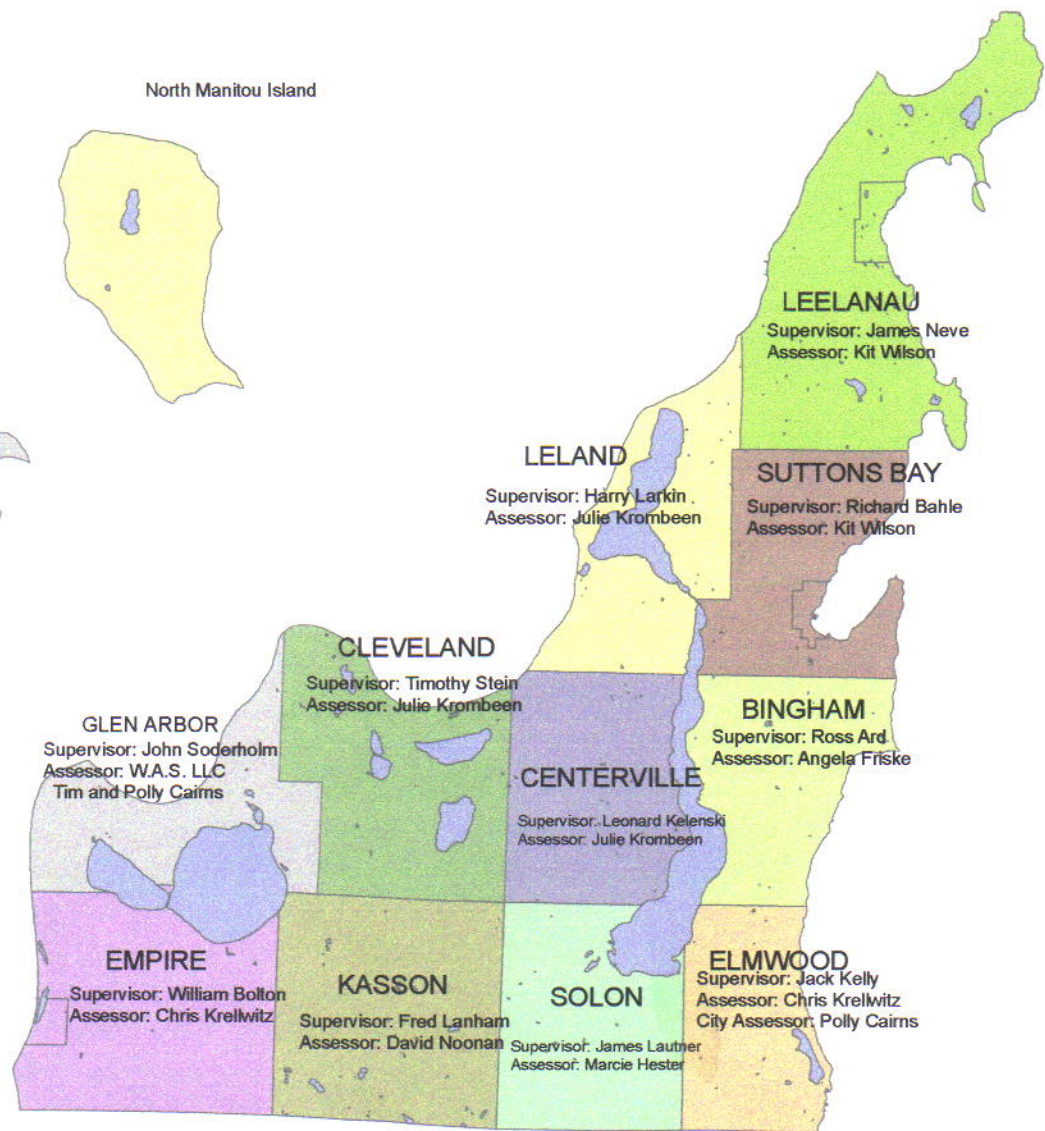 North Manitou Island
LEELANAU
Supervisor: James Neve
Assessor: Kit Wilson
LELAND
Supervisor: Harry Larkin
Assessor: Julie Krombeen
SUTTONS BAY
Supervisor: Richard Bahle
Assessor: Kit Wilson
CLEVELAND
Supervisor: Timothy Stein
Assessor: Julie Krombeen
GLEN ARBOR
Supervisor: John Soderholm
Assessor: W.A.S. LLC
Tim and Polly Cairns
BINGHAM
Supervisor: Ross Ard
Assessor: Angela Friske
CENTERVILLE
Supervisor: Leonard Kelenski
Assessor: Julie Krombeen
EMPIRE
Supervisor: William Bolton
Assessor: Chris Krellwitz
KASSON
Supervisor: Fred Lanham
Assessor: David Noonan
SOLON
Supervisor: James Lautner
Assessor: Marcie Hester
ELMWOOD
Supervisor: Jack Kelly
Assessor: Chris Krellwitz
City Assessor: Polly Cairns